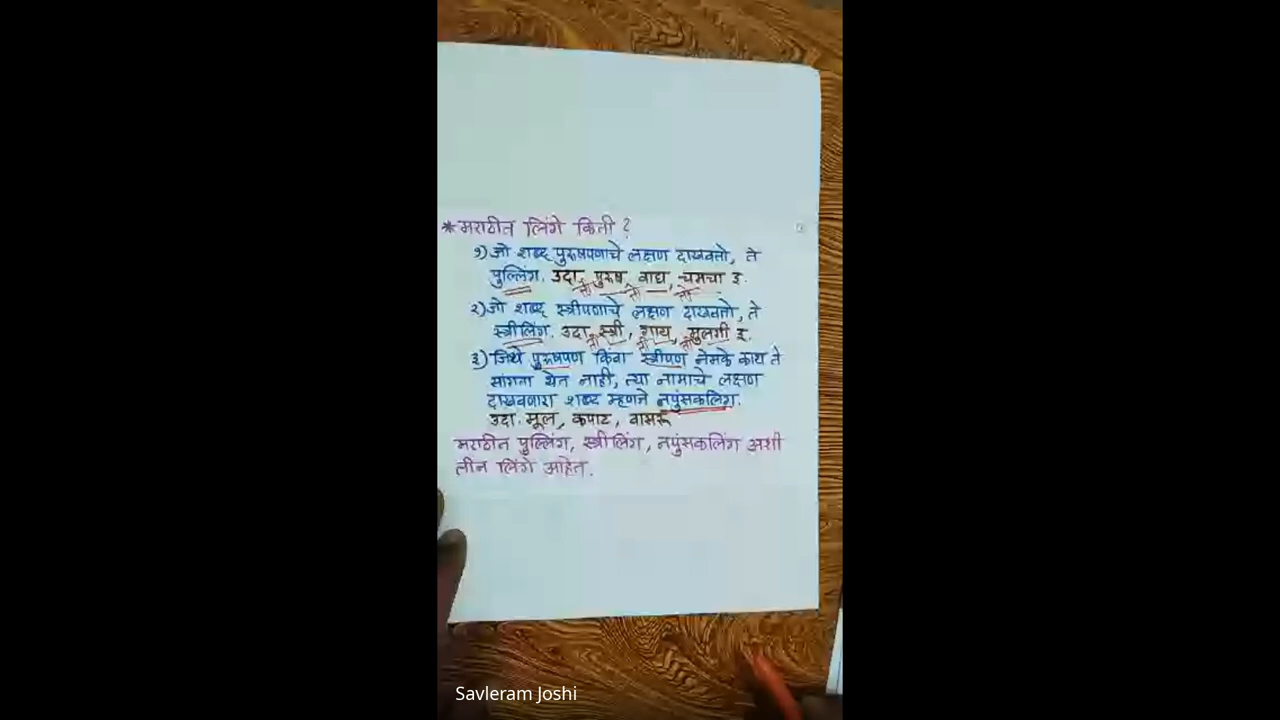 * मराठीत लिंगे किती ?
१) जो शब्द पुरुषपणाचे लक्षण दाखवतो, ते
पुल्लिंग. उदा. पुरुष, वाघ, चमचा इ.
तो तो तो
२) जो शब्द स्त्रीपणाचे लक्षण दाखवतो, ते
स्त्रीलिंग. उदा. स्त्री, गाय, मुलगी इ.
ती ती ती
३) जिथे पुरुषपण किंवा स्त्रीपण नेमके काय ते
सांगता येत नाही, त्या नामाचे लक्षण
दाखवणारा शब्द म्हणजे नपुंसकलिंग.
उदा. मूल, कपाट, वासरू
मराठीत पुल्लिंग, स्त्रीलिंग, नपुंसकलिंग अशी
तीन लिंगे आहेत.
Savleram Joshi